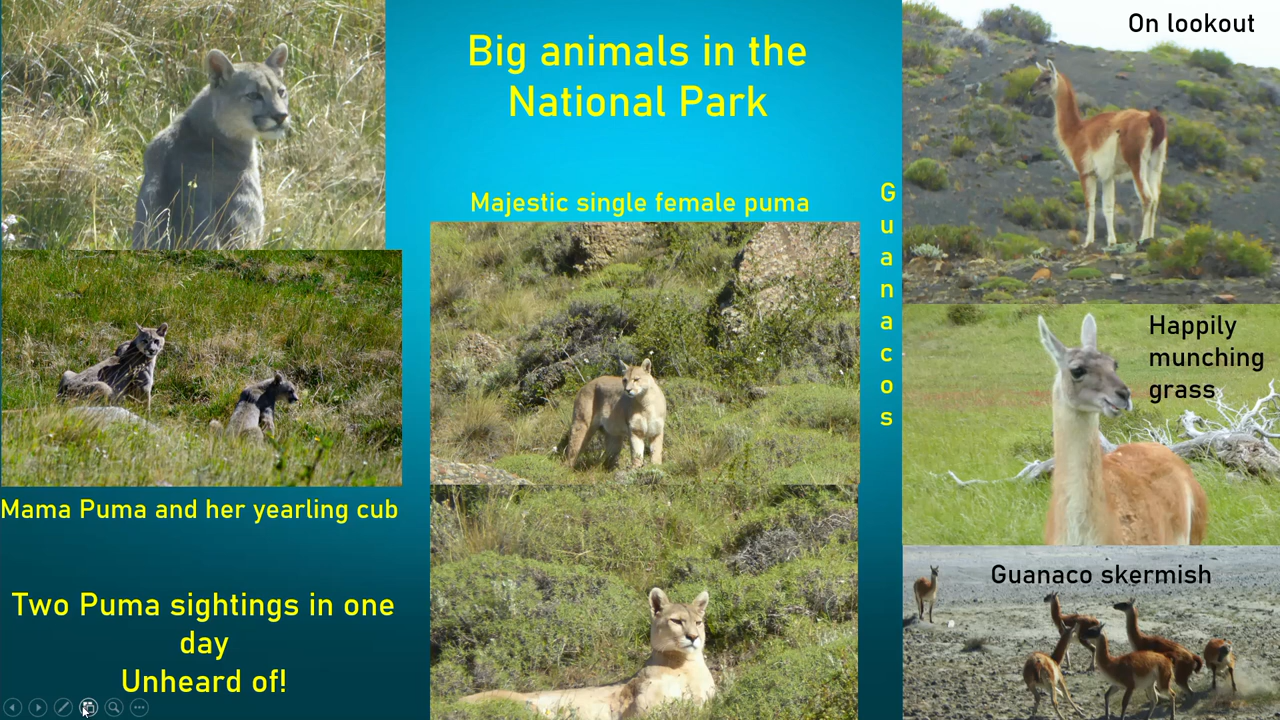 Big animals in the
National Park
Majestic single female puma
Mama Puma and her yearling cub
Two Puma sightings in one
day
Unheard of!
Guanacos
On lookout
Happily
munching
grass
Guanaco skermish